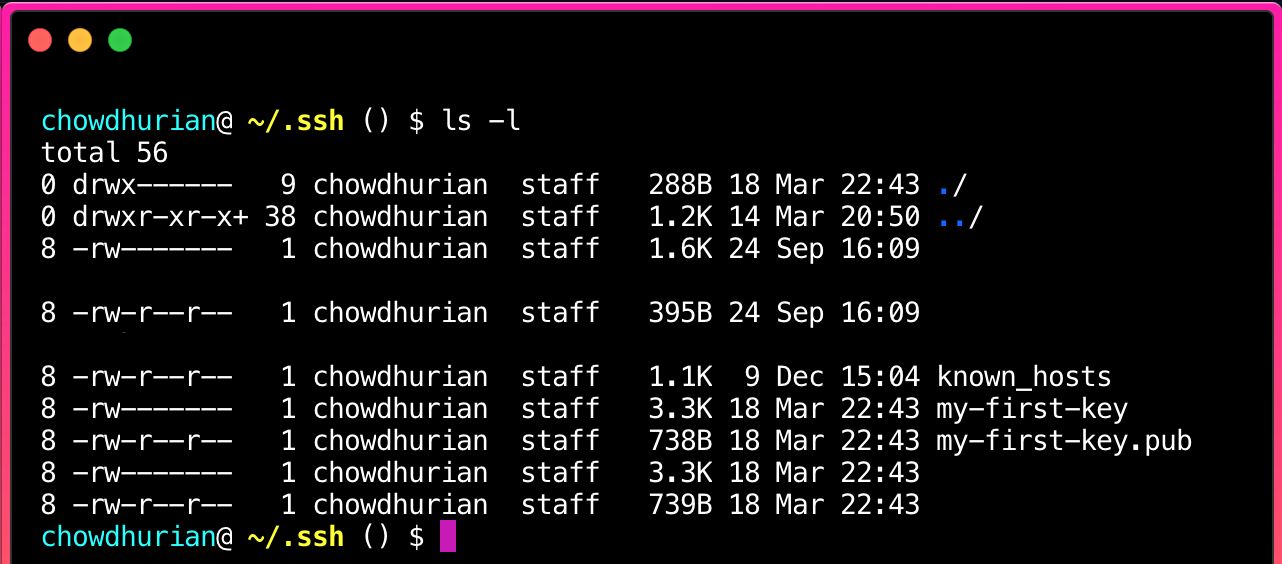 chowdhurian@ ~/.ssh () $ ls -l
total 56
0 drwx------   9 chowdhurian  staff   288B 18 Mar 22:43 ./
0 drwxr-xr-x+ 38 chowdhurian  staff   1.2K 14 Mar 20:50 ../
8 -rw-------   1 chowdhurian  staff   1.6K 24 Sep 16:09
8 -rw-r--r--   1 chowdhurian  staff   395B 24 Sep 16:09
8 -rw-r--r--   1 chowdhurian  staff   1.1K  9 Dec 15:04 known_hosts
8 -rw-r--r--   1 chowdhurian  staff   3.3K 18 Mar 22:43 my-first-key
8 -rw-r--r--   1 chowdhurian  staff   738B 18 Mar 22:43 my-first-key.pub
8 -rw-------   1 chowdhurian  staff   3.3K 18 Mar 22:43
8 -rw-r--r--   1 chowdhurian  staff   739B 18 Mar 22:43
chowdhurian@ ~/.ssh () $